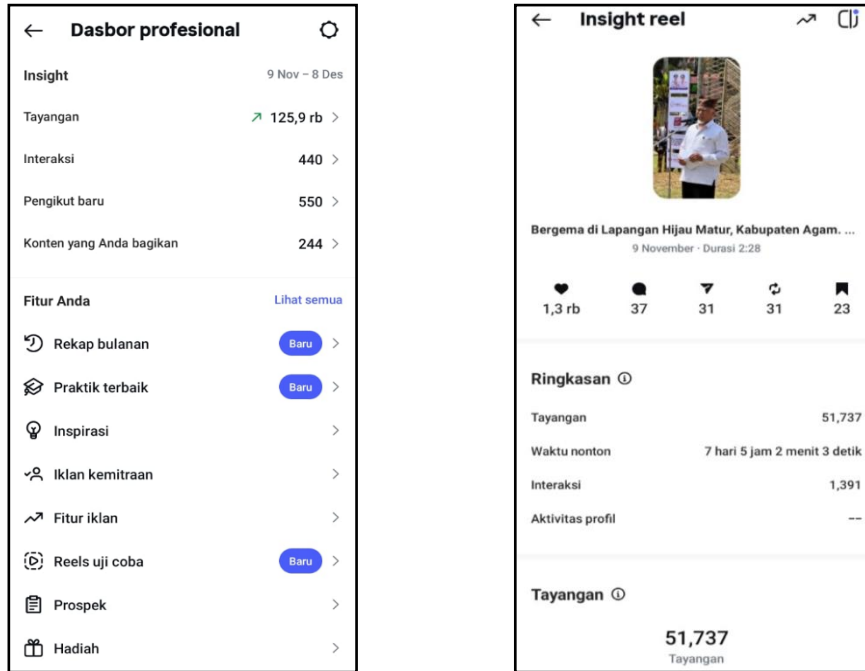 Dasbor profesional
Insight 9 Nov – 8 Des
Tayangan 125,9 rb
Interaksi 440
Pengikut baru 550
Konten yang Anda bagikan 244
Fitur Anda Lihat semua
Rekap bulanan Baru
Praktik terbaik Baru
Inspirasi
Iklan kemitraan
Fitur iklan
Reels uji coba Baru
Prospek
Hadiah
Insight reel
Bergema di Lapangan Hijau Matur, Kabupaten Agam. ...
9 November · Durasi 2:28
1,3 rb 37 31 31 23
Ringkasan
Tayangan 51,737
Waktu nonton 7 hari 5 jam 2 menit 3 detik
Interaksi 1,391
Aktivitas profil --
Tayangan
51,737
Tayangan